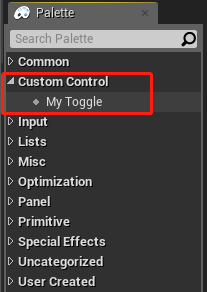 Palette
Search Palette
Common
Custom Control
My Toggle
Input
Lists
Misc
Optimization
Panel
Primitive
Special Effects
Uncategorized
User Created